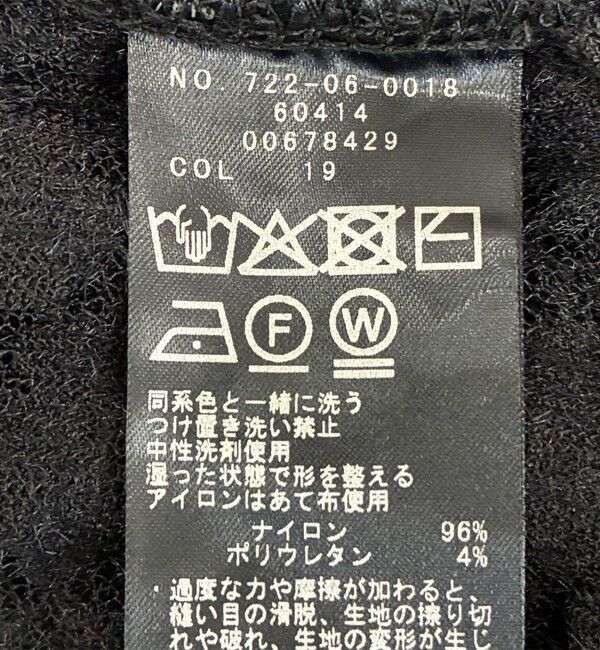 NO. 722-06-0018
60414
00678429
COL 19
F W
同系色と一緒に洗う
つけ置き洗い禁止
中性洗剤使用
湿った状態で形を整える
アイロンはあて布使用
ナイロン 96%
ポリウレタン 4%
・過度な力や摩擦が加わると、
縫い目の滑脱、生地の擦り切
れや破れ、生地の変形が生じ